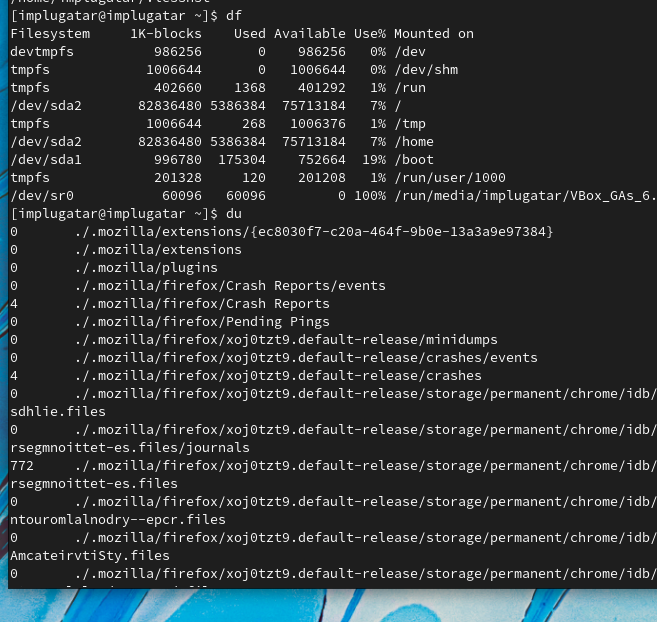 [implugatar@implugatar ~]$ df
Filesystem     1K-blocks    Used Available Use% Mounted on
devtmpfs          986256       0    986256   0% /dev
tmpfs            1006644       0   1006644   0% /dev/shm
tmpfs             402660    1368    401292   1% /run
/dev/sda2       82836480 5386384  75713184   7% /
tmpfs            1006644     268   1006376   1% /tmp
/dev/sda2       82836480 5386384  75713184   7% /home
/dev/sda1         996780  175304    752664  19% /boot
tmpfs             201328     120    201208   1% /run/user/1000
/dev/sr0           60096   60096         0 100% /run/media/implugatar/VBox_GAs_6.
[implugatar@implugatar ~]$ du
0       ./.mozilla/extensions/{ec8030f7-c20a-464f-9b0e-13a3a9e97384}
0       ./.mozilla/extensions
0       ./.mozilla/plugins
0       ./.mozilla/firefox/Crash Reports/events
4       ./.mozilla/firefox/Crash Reports
0       ./.mozilla/firefox/Pending Pings
0       ./.mozilla/firefox/xoj0tzt9.default-release/minidumps
0       ./.mozilla/firefox/xoj0tzt9.default-release/crashes/events
4       ./.mozilla/firefox/xoj0tzt9.default-release/crashes
0       ./.mozilla/firefox/xoj0tzt9.default-release/storage/permanent/chrome/idb/
sdhlie.files
0       ./.mozilla/firefox/xoj0tzt9.default-release/storage/permanent/chrome/idb/
rsegmnoittet-es.files/journals
772     ./.mozilla/firefox/xoj0tzt9.default-release/storage/permanent/chrome/idb/
rsegmnoittet-es.files
0       ./.mozilla/firefox/xoj0tzt9.default-release/storage/permanent/chrome/idb/
ntouromlalnodry--epcr.files
0       ./.mozilla/firefox/xoj0tzt9.default-release/storage/permanent/chrome/idb/
AmcateirvtiSty.files
0       ./.mozilla/firefox/xoj0tzt9.default-release/storage/permanent/chrome/idb/